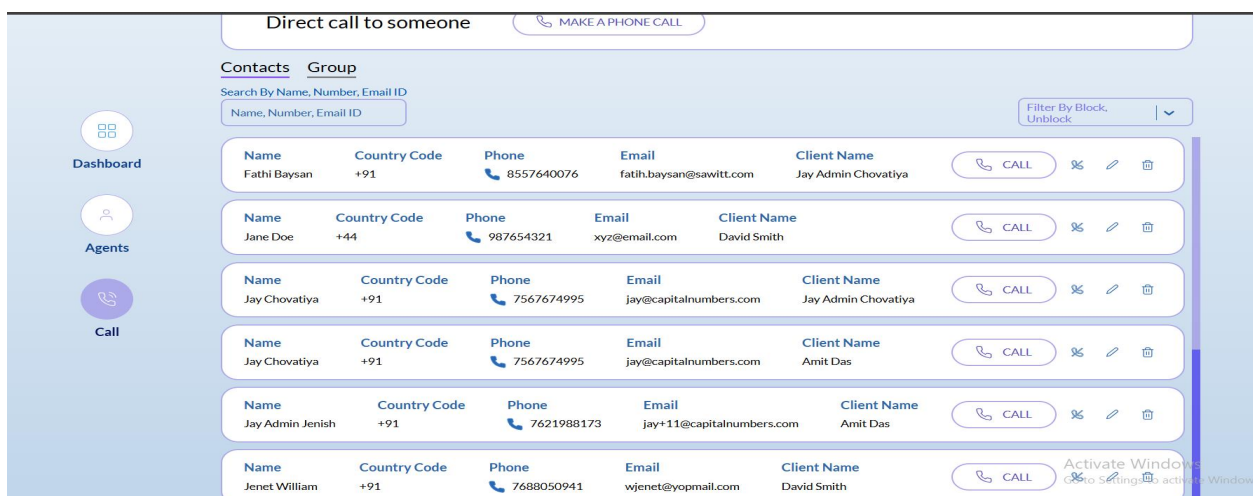 Direct call to someone
MAKE A PHONE CALL
Contacts Group
Search By Name, Number, Email ID
Name, Number, Email ID
Filter By Block,
Unblock
Dashboard
Agents
Call
Name Country Code Phone Email Client Name
Fathi Baysan +91 8557640076 fatih.baysan@sawitt.com Jay Admin Chovatiya CALL
Name Country Code Phone Email Client Name
Jane Doe +44 987654321 xyz@email.com David Smith CALL
Name Country Code Phone Email Client Name
Jay Chovatiya +91 7567674995 jay@capitalnumbers.com Jay Admin Chovatiya CALL
Name Country Code Phone Email Client Name
Jay Chovatiya +91 7567674995 jay@capitalnumbers.com Amit Das CALL
Name Country Code Phone Email Client Name
Jay Admin Jenish +91 7621988173 jay+11@capitalnumbers.com Amit Das CALL
Name Country Code Phone Email Client Name
Jenet William +91 7688050941 wjenet@yopmail.com David Smith CALL
Activate Windows
Go to Settings to activate Window